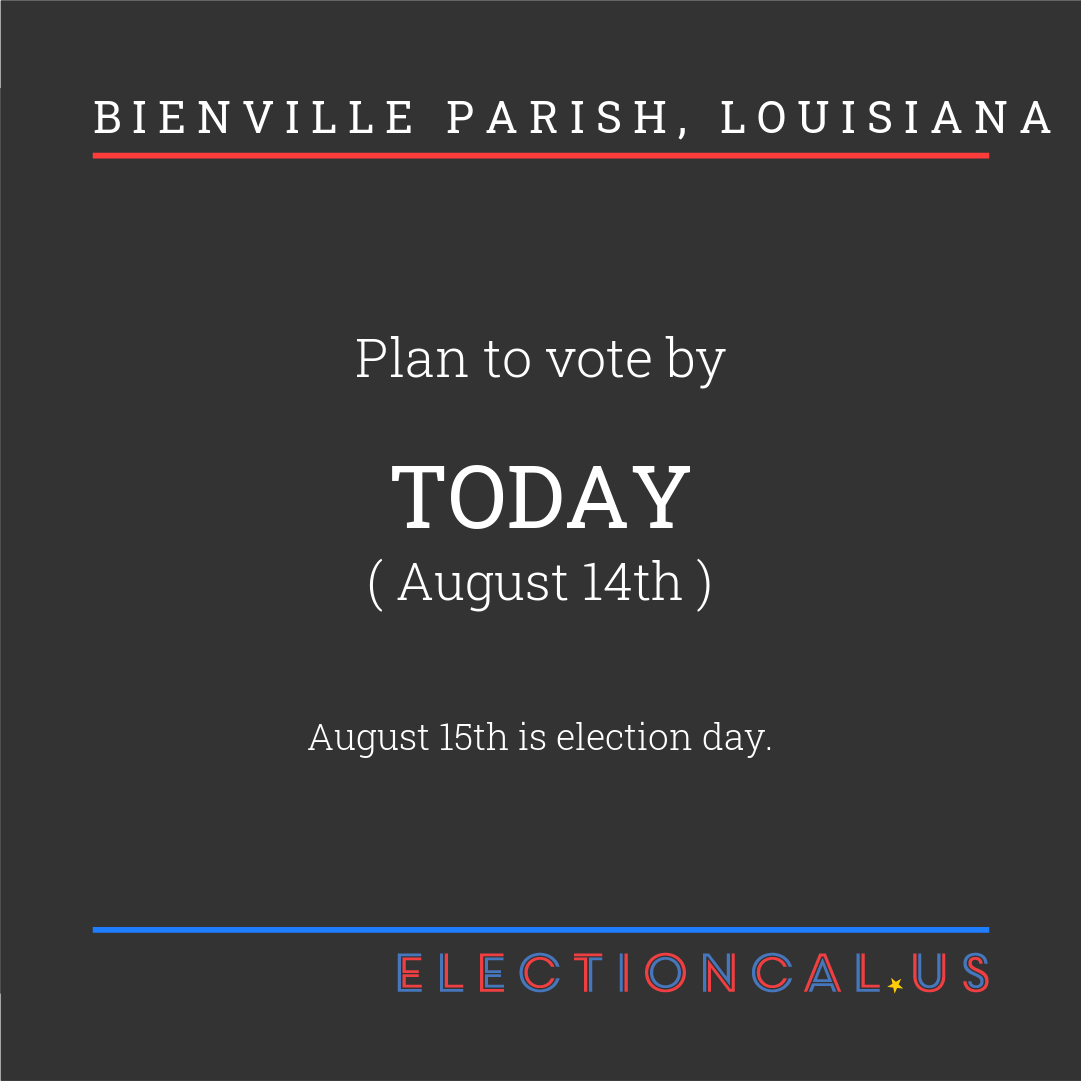 BIENVILLE PARISH, LOUISIANA
Plan to vote by
TODAY
( August 14th )
August 15th is election day.
ELECTIONCAL.US